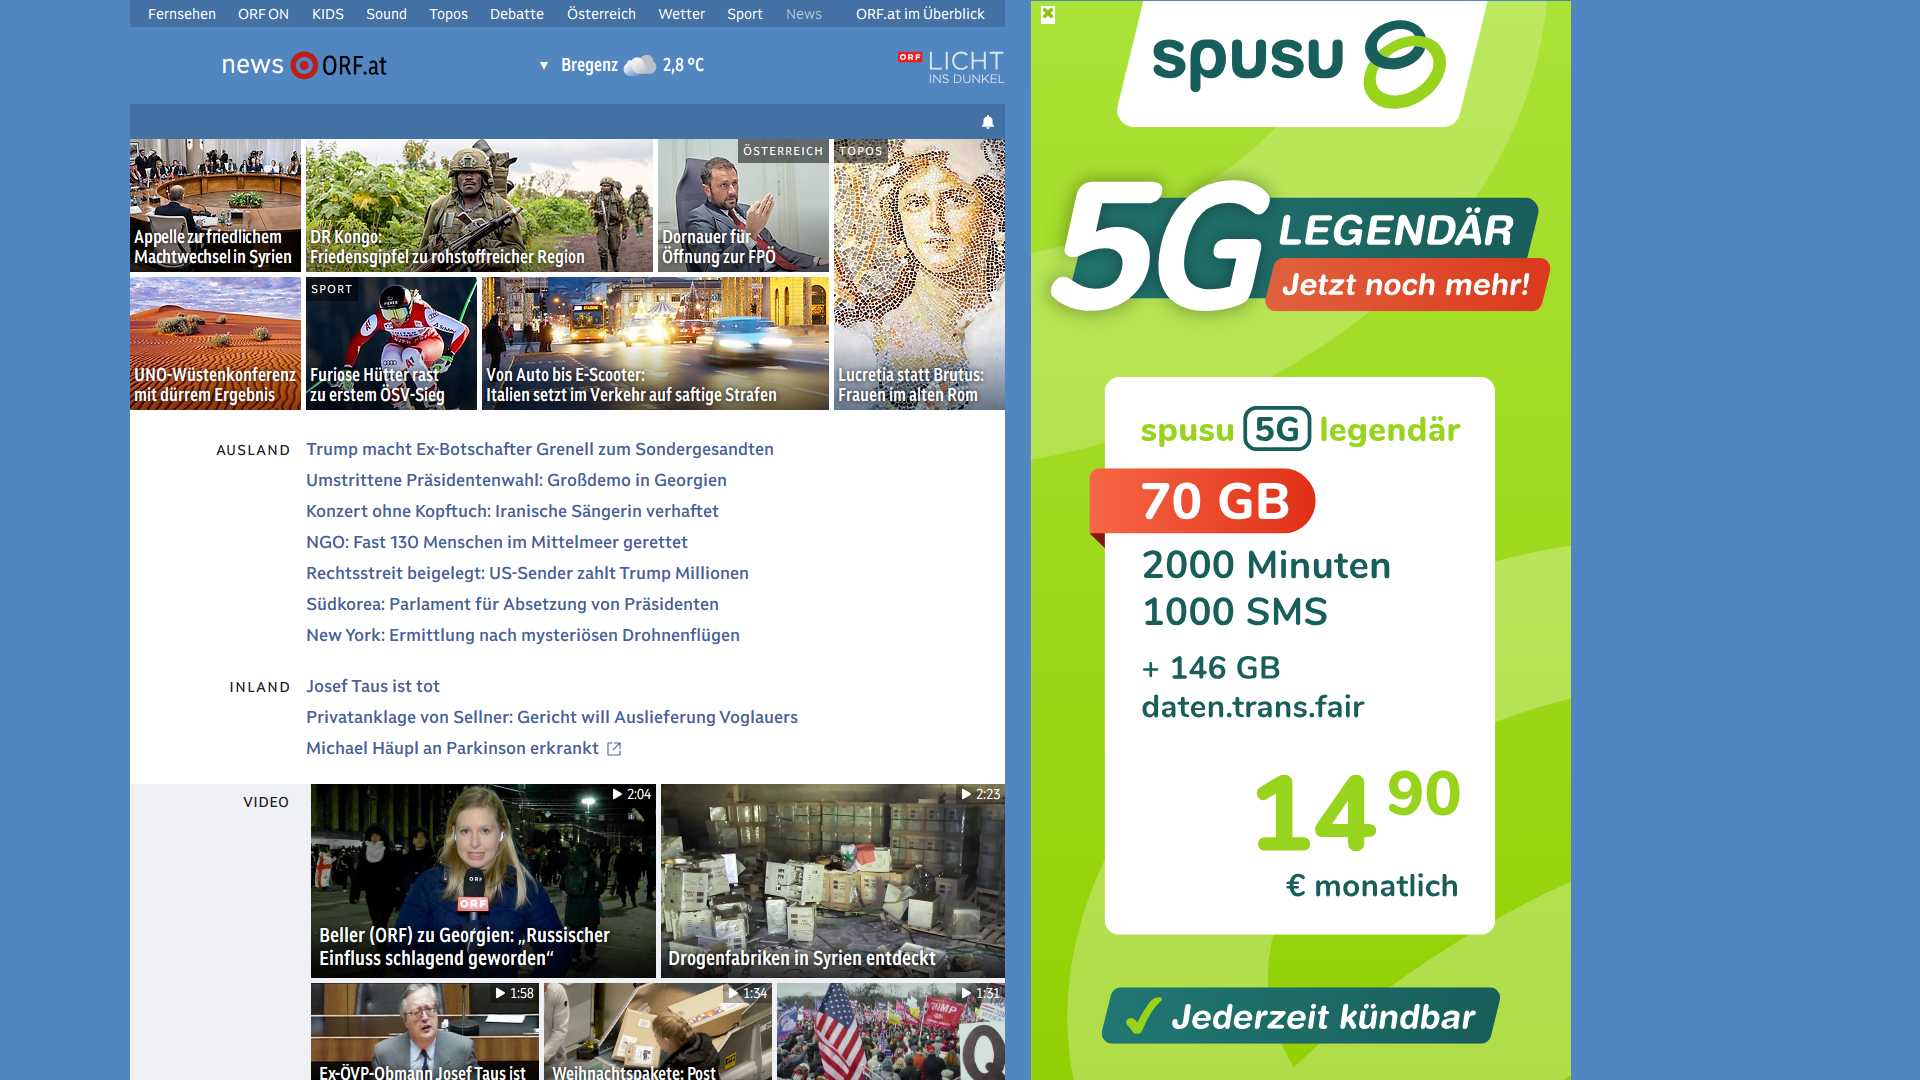 Fernsehen ORF ON KIDS Sound Topos Debatte Österreich Wetter Sport News ORF.at im Überblick
news ORF.at
▼ Bregenz 2,8 °C
ORF LICHT
INS DUNKEL
Appelle zu friedlichem
Machtwechsel in Syrien
DR Kongo:
Friedensgipfel zu rohstoffreicher Region
ÖSTERREICH
Dornauer für
Öffnung zur FPÖ
TOPOS
Lucretia statt Brutus:
Frauen im alten Rom
UNO-Wüstenkonferenz
mit dürrem Ergebnis
SPORT
Furiose Hütter rast
zu erstem ÖSV-Sieg
Von Auto bis E-Scooter:
Italien setzt im Verkehr auf saftige Strafen
AUSLAND
Trump macht Ex-Botschafter Grenell zum Sondergesandten
Umstrittene Präsidentenwahl: Großdemo in Georgien
Konzert ohne Kopftuch: Iranische Sängerin verhaftet
NGO: Fast 130 Menschen im Mittelmeer gerettet
Rechtsstreit beigelegt: US-Sender zahlt Trump Millionen
Südkorea: Parlament für Absetzung von Präsidenten
New York: Ermittlung nach mysteriösen Drohnenflügen
INLAND
Josef Taus ist tot
Privatanklage von Sellner: Gericht will Auslieferung Voglauers
Michael Häupl an Parkinson erkrankt
VIDEO
2:04
ORF
ORF
Beller (ORF) zu Georgien: „Russischer
Einfluss schlagend geworden“
2:23
Drogenfabriken in Syrien entdeckt
1:58
Ex-ÖVP-Obmann Josef Taus ist
1:34
Weihnachtspakete: Post
1:31
TRUMP
Q
spusu
5G LEGENDÄR
Jetzt noch mehr!
spusu 5G legendär
70 GB
2000 Minuten
1000 SMS
+ 146 GB
daten.trans.fair
14 90
€ monatlich
Jederzeit kündbar